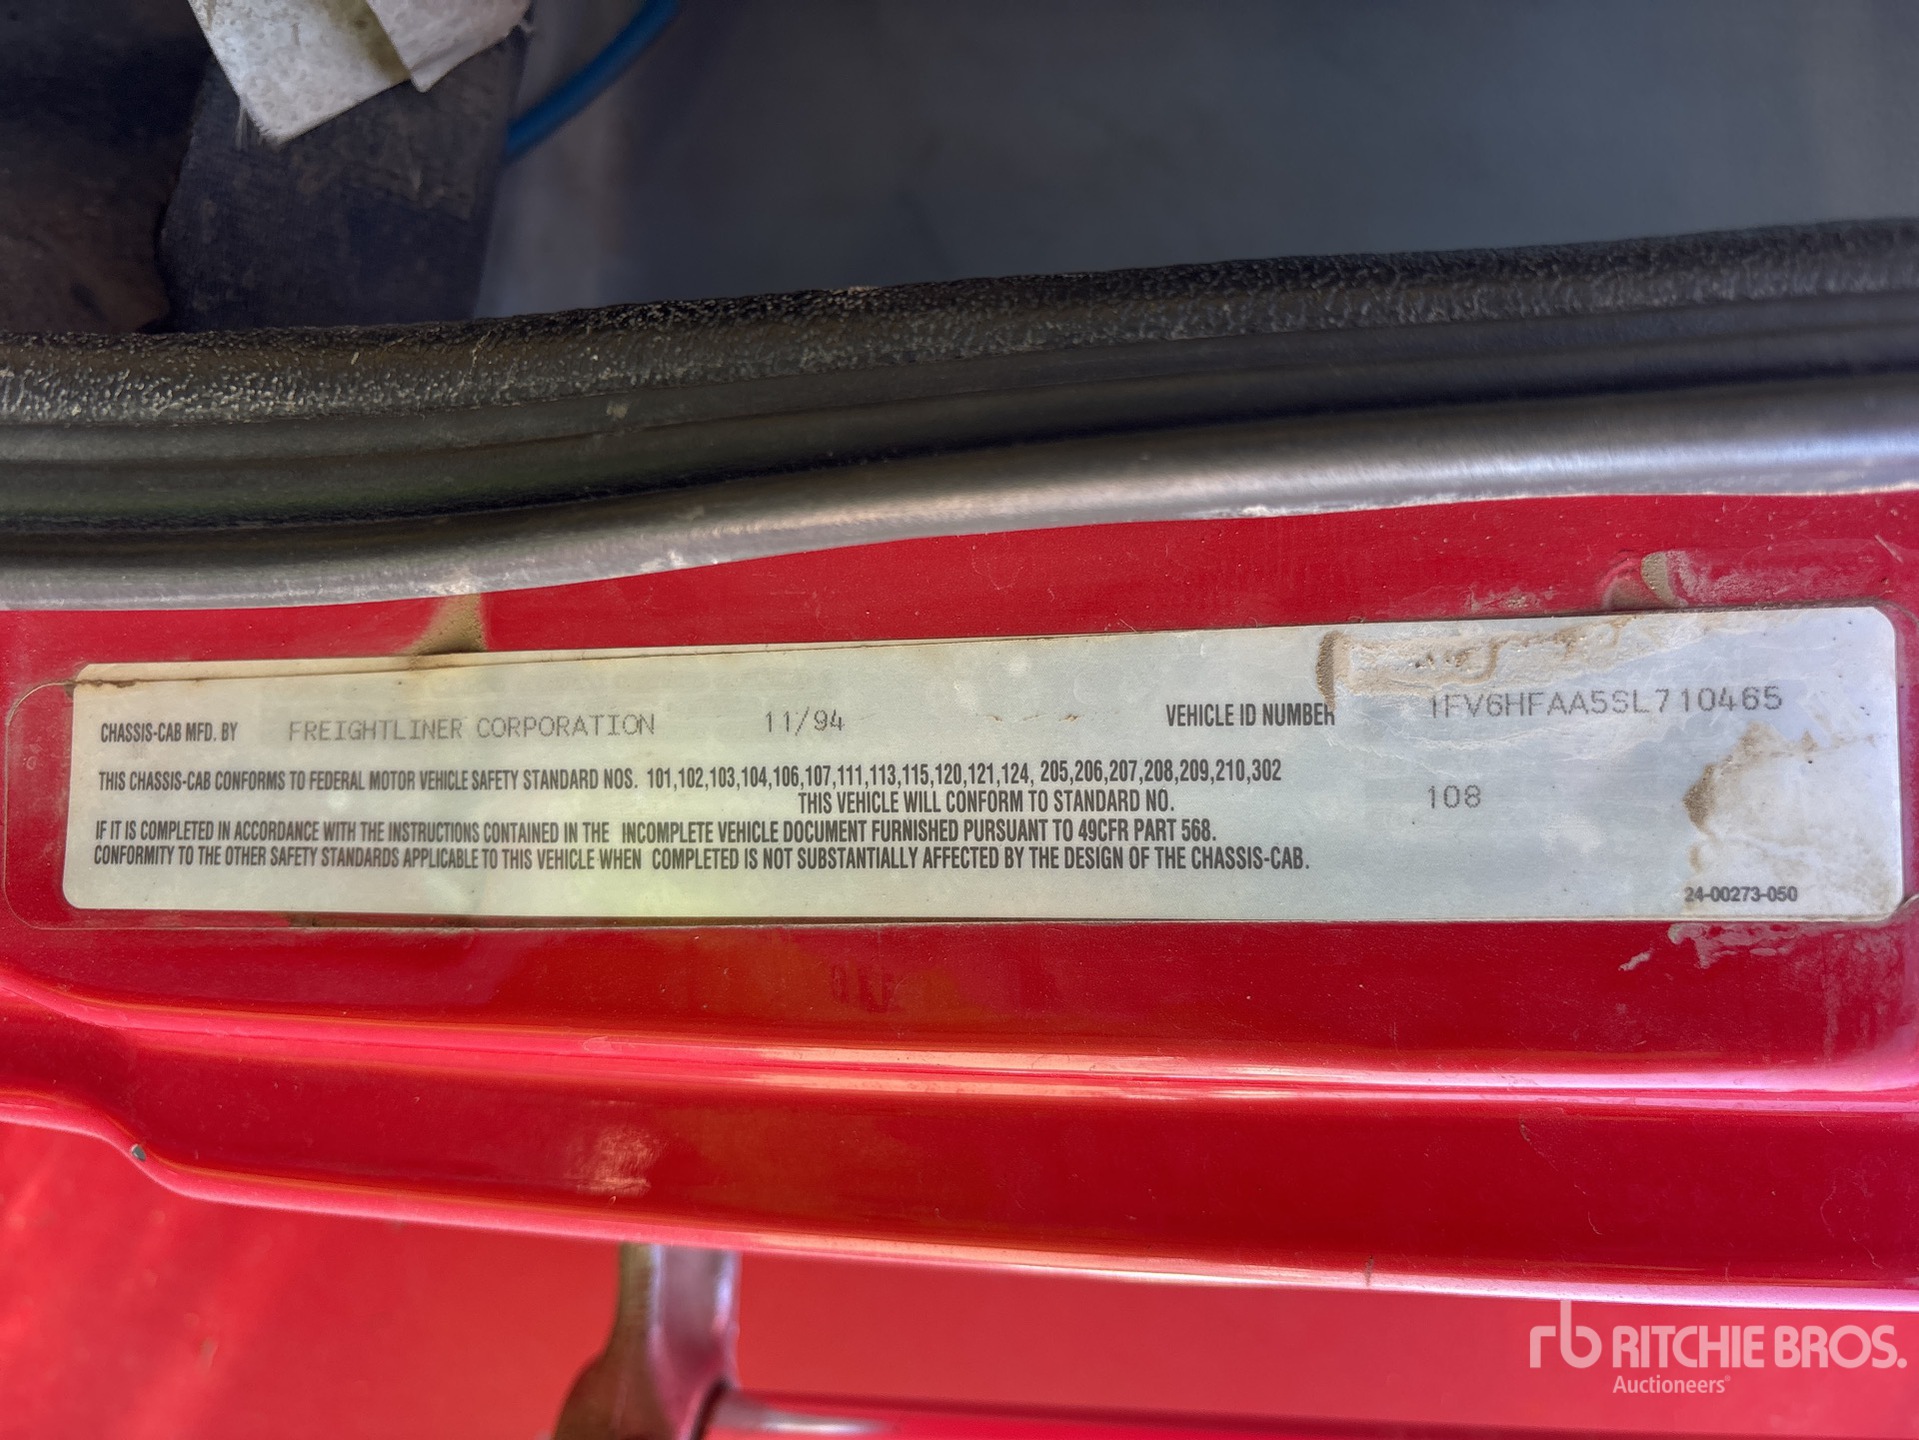 CHASSIS-CAB MFD. BY FREIGHTLINER CORPORATION 11/94 VEHICLE ID NUMBER 1FV6HFAA5SL710465
THIS CHASSIS-CAB CONFORMS TO FEDERAL MOTOR VEHICLE SAFETY STANDARD NOS. 101,102,103,104,106,107,111,113,115,120,121,124, 205,206,207,208,209,210,302
THIS VEHICLE WILL CONFORM TO STANDARD NO. 108
IF IT IS COMPLETED IN ACCORDANCE WITH THE INSTRUCTIONS CONTAINED IN THE INCOMPLETE VEHICLE DOCUMENT FURNISHED PURSUANT TO 49CFR PART 568.
CONFORMITY TO THE OTHER SAFETY STANDARDS APPLICABLE TO THIS VEHICLE WHEN COMPLETED IS NOT SUBSTANTIALLY AFFECTED BY THE DESIGN OF THE CHASSIS-CAB.
24-00273-050
rb RITCHIE BROS.
Auctioneers®